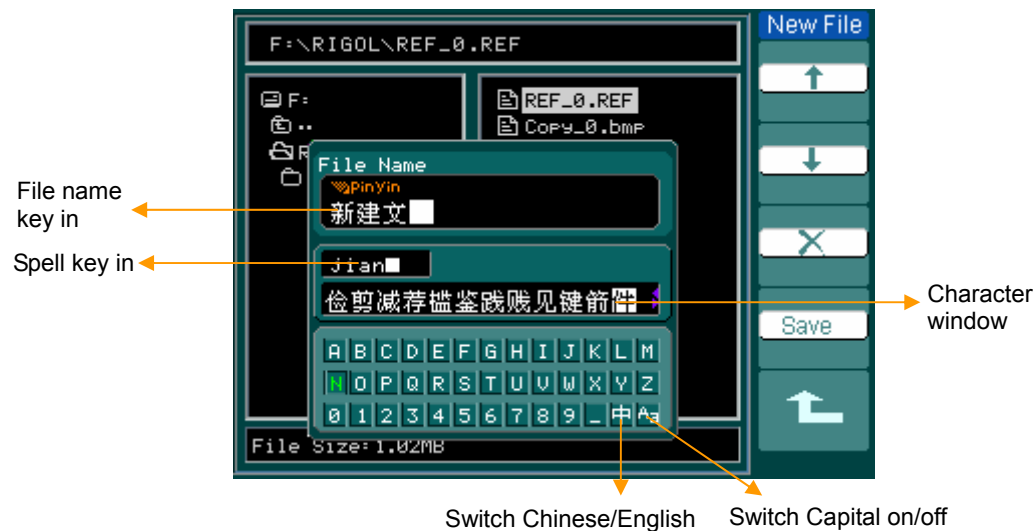 New File
F:\RIGOL\REF_0.REF
F:
..
R
REF_0.REF
Copy_0.bmp
File Name
PinYin
新建文
jian
俭剪减荐槛鉴践贱见键箭件
A B C D E F G H I J K L M
N O P Q R S T U V W X Y Z
0 1 2 3 4 5 6 7 8 9 _ 中 Aa
File Size:1.02MB
Save
File name
key in
Spell key in
Character
window
Switch Chinese/English
Switch Capital on/off